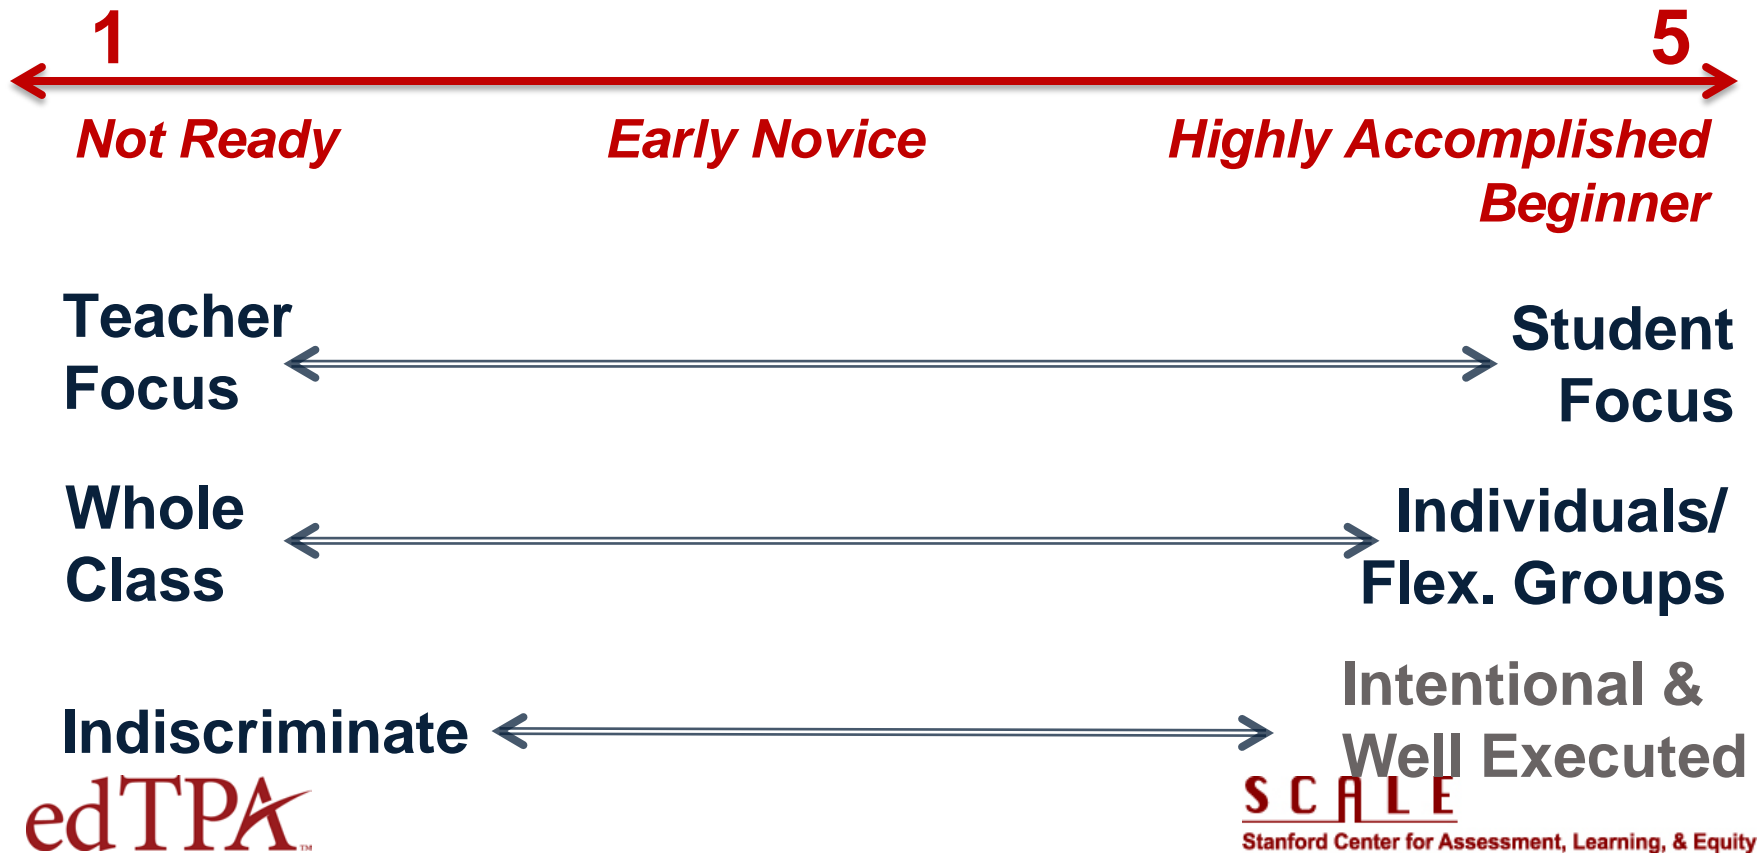 1 5
Not Ready Early Novice Highly Accomplished
Beginner
Teacher
Focus
Student
Focus
Whole
Class
Individuals/
Flex. Groups
Indiscriminate
Intentional &
Well Executed
edTPA™
SCALE
Stanford Center for Assessment, Learning, & Equity